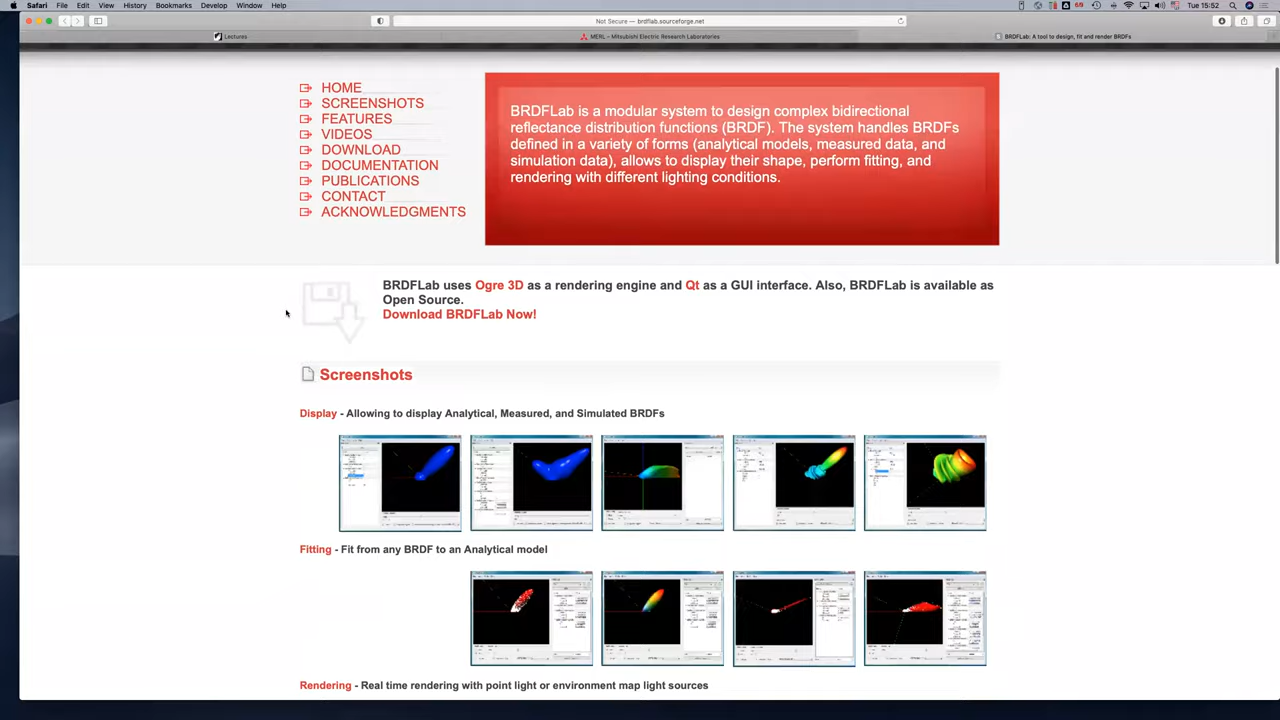 Safari File Edit View History Bookmarks Develop Window Help
Tue 15:52
Not Secure — brdflab.sourceforge.net
Lectures
MERL – Mitsubishi Electric Research Laboratories
BRDFLab: A tool to design, fit and render BRDFs
HOME
SCREENSHOTS
FEATURES
VIDEOS
DOWNLOAD
DOCUMENTATION
PUBLICATIONS
CONTACT
ACKNOWLEDGMENTS
BRDFLab is a modular system to design complex bidirectional
reflectance distribution functions (BRDF). The system handles BRDFs
defined in a variety of forms (analytical models, measured data, and
simulation data), allows to display their shape, perform fitting, and
rendering with different lighting conditions.
BRDFLab uses Ogre 3D as a rendering engine and Qt as a GUI interface. Also, BRDFLab is available as
Open Source.
Download BRDFLab Now!
Screenshots
Display - Allowing to display Analytical, Measured, and Simulated BRDFs
Fitting - Fit from any BRDF to an Analytical model
Rendering - Real time rendering with point light or environment map light sources